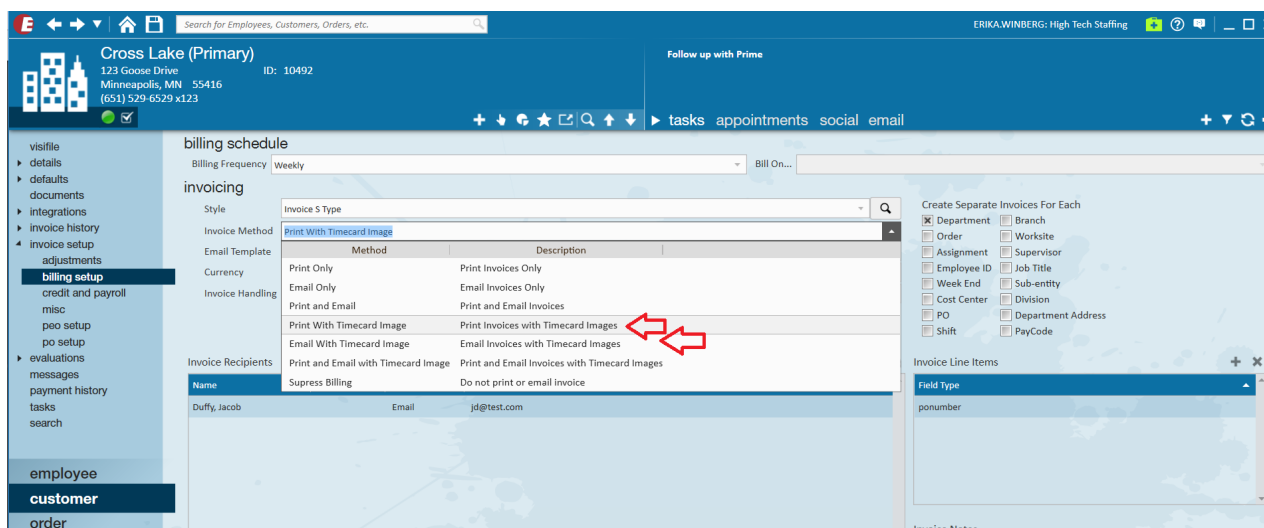 E
Search for Employees, Customers, Orders, etc.
ERIKA.WINBERG: High Tech Staffing
Cross Lake (Primary)
123 Goose Drive ID: 10492
Minneapolis, MN 55416
(651) 529-6529 x123
Follow up with Prime
tasks appointments social email
visifile
details
defaults
documents
integrations
invoice history
invoice setup
adjustments
billing setup
credit and payroll
misc
peo setup
po setup
evaluations
messages
payment history
tasks
search
employee
customer
order
billing schedule
Billing Frequency Weekly Bill On...
invoicing
Style Invoice S Type
Invoice Method Print With Timecard Image
Email Template
Currency
Invoice Handling
Method Description
Print Only Print Invoices Only
Email Only Email Invoices Only
Print and Email Print and Email Invoices
Print With Timecard Image Print Invoices with Timecard Images
Email With Timecard Image Email Invoices with Timecard Images
Print and Email with Timecard Image Print and Email Invoices with Timecard Images
Supress Billing Do not print or email invoice
Create Separate Invoices For Each
Department Branch
Order Worksite
Assignment Supervisor
Employee ID Job Title
Week End Sub-entity
Cost Center Division
PO Department Address
Shift PayCode
Invoice Recipients
Name
Duffy, Jacob Email jd@test.com
Invoice Line Items
Field Type
ponumber